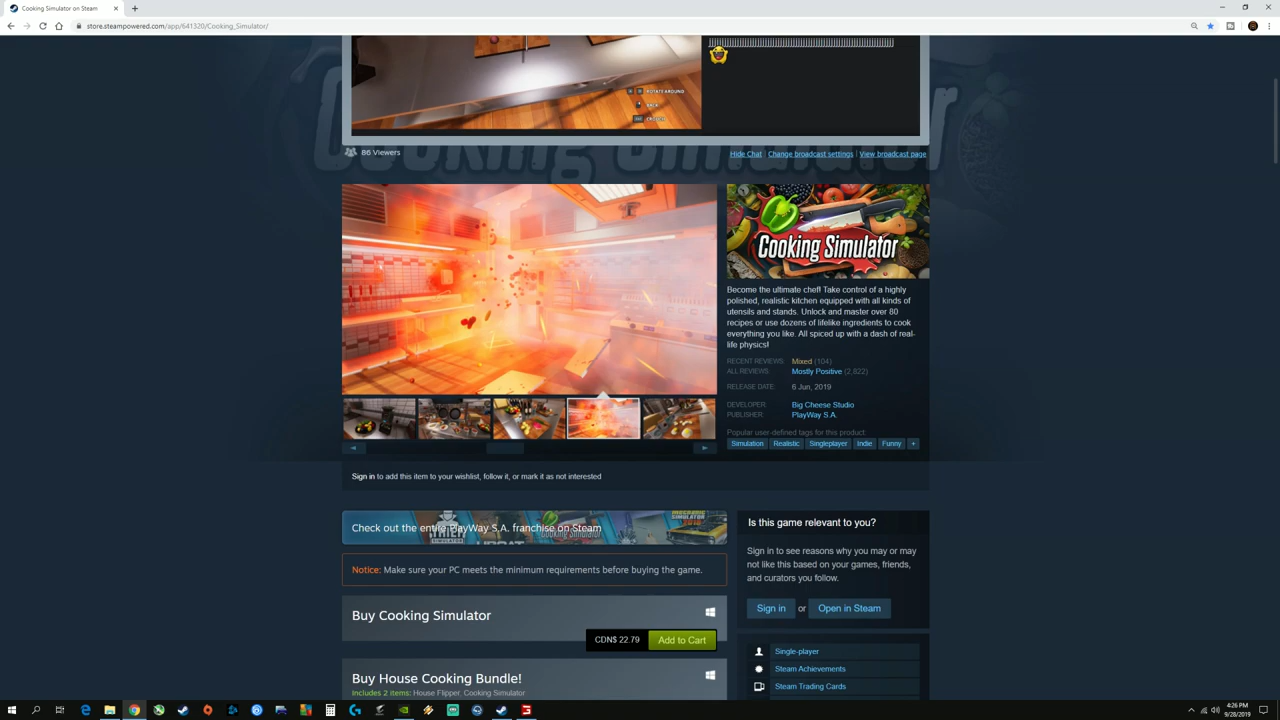 Cooking Simulator on Steam
store.steampowered.com/app/641320/Cooking_Simulator/
Cooking Simulator
ROTATE AROUND
BACK
CROUCH
86 Viewers
Hide Chat | Change broadcast settings | View broadcast page
Cooking Simulator
Become the ultimate chef! Take control of a highly
polished, realistic kitchen equipped with all kinds of
utensils and stands. Unlock and master over 80
recipes or use dozens of lifelike ingredients to cook
everything you like. All spiced up with a dash of real-
life physics!
RECENT REVIEWS: Mixed (104)
ALL REVIEWS: Mostly Positive (2,822)
RELEASE DATE: 6 Jun, 2019
DEVELOPER: Big Cheese Studio
PUBLISHER: PlayWay S.A.
Popular user-defined tags for this product:
Simulation Realistic Singleplayer Indie Funny +
Sign in to add this item to your wishlist, follow it, or mark it as not interested
Check out the entire PlayWay S.A. franchise on Steam
Notice: Make sure your PC meets the minimum requirements before buying the game.
Buy Cooking Simulator
CDN$ 22.79 Add to Cart
Buy House Cooking Bundle!
Includes 2 items: House Flipper, Cooking Simulator
Is this game relevant to you?
Sign in to see reasons why you may or may
not like this based on your games, friends,
and curators you follow.
Sign in or Open in Steam
Single-player
Steam Achievements
Steam Trading Cards
4:26 PM
9/28/2019